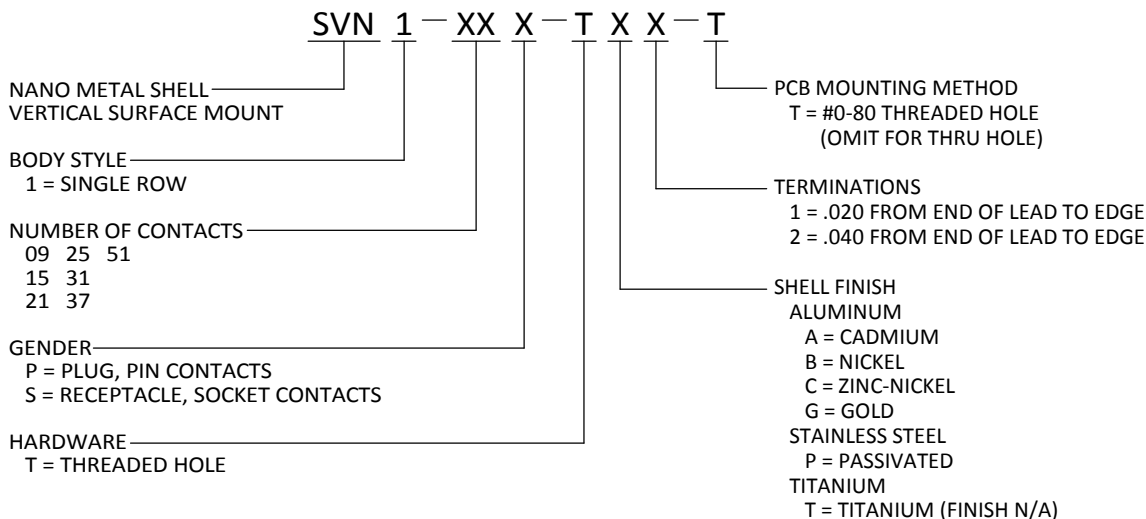 SVN 1 — XX X — T X X — T
NANO METAL SHELL
VERTICAL SURFACE MOUNT
BODY STYLE
1 = SINGLE ROW
NUMBER OF CONTACTS
09 25 51
15 31
21 37
GENDER
P = PLUG, PIN CONTACTS
S = RECEPTACLE, SOCKET CONTACTS
HARDWARE
T = THREADED HOLE
PCB MOUNTING METHOD
T = #0-80 THREADED HOLE
(OMIT FOR THRU HOLE)
TERMINATIONS
1 = .020 FROM END OF LEAD TO EDGE
2 = .040 FROM END OF LEAD TO EDGE
SHELL FINISH
ALUMINUM
A = CADMIUM
B = NICKEL
C = ZINC-NICKEL
G = GOLD
STAINLESS STEEL
P = PASSIVATED
TITANIUM
T = TITANIUM (FINISH N/A)